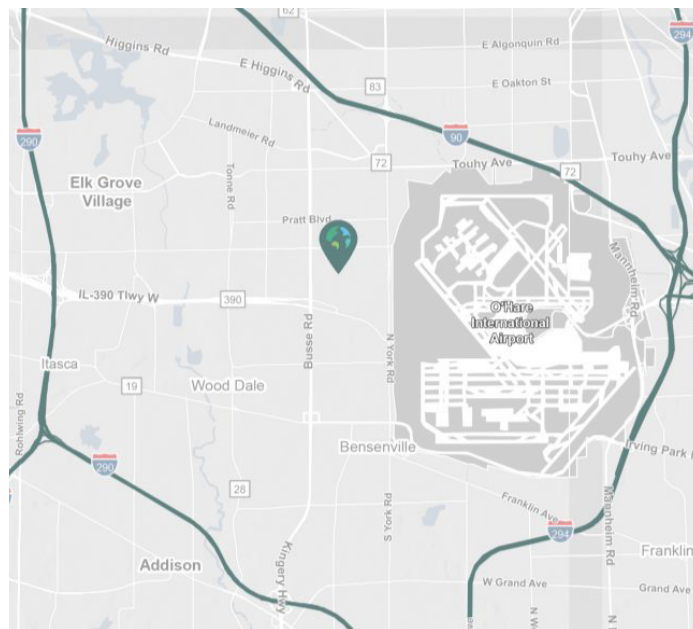 62
294
Higgins Rd
E Algonquin Rd
E Higgins Rd
83
E Oakton St
Landmeier Rd
90
290
72
Touhy Ave
72
Touhy Ave
Tonne Rd
Elk Grove
Village
Pratt Blvd
Mannheim Rd
IL-390 Tlwy W
390
O'Hare
International
Airport
Busse Rd
N York Rd
Itasca
19
Wood Dale
Rohlwing Rd
Bensenville
Irving Park
290
28
Franklin Ave
Mannheim Rd
S York Rd
294
Franklin
Addison
Kingery Hwy
W Grand Ave
Grand Ave